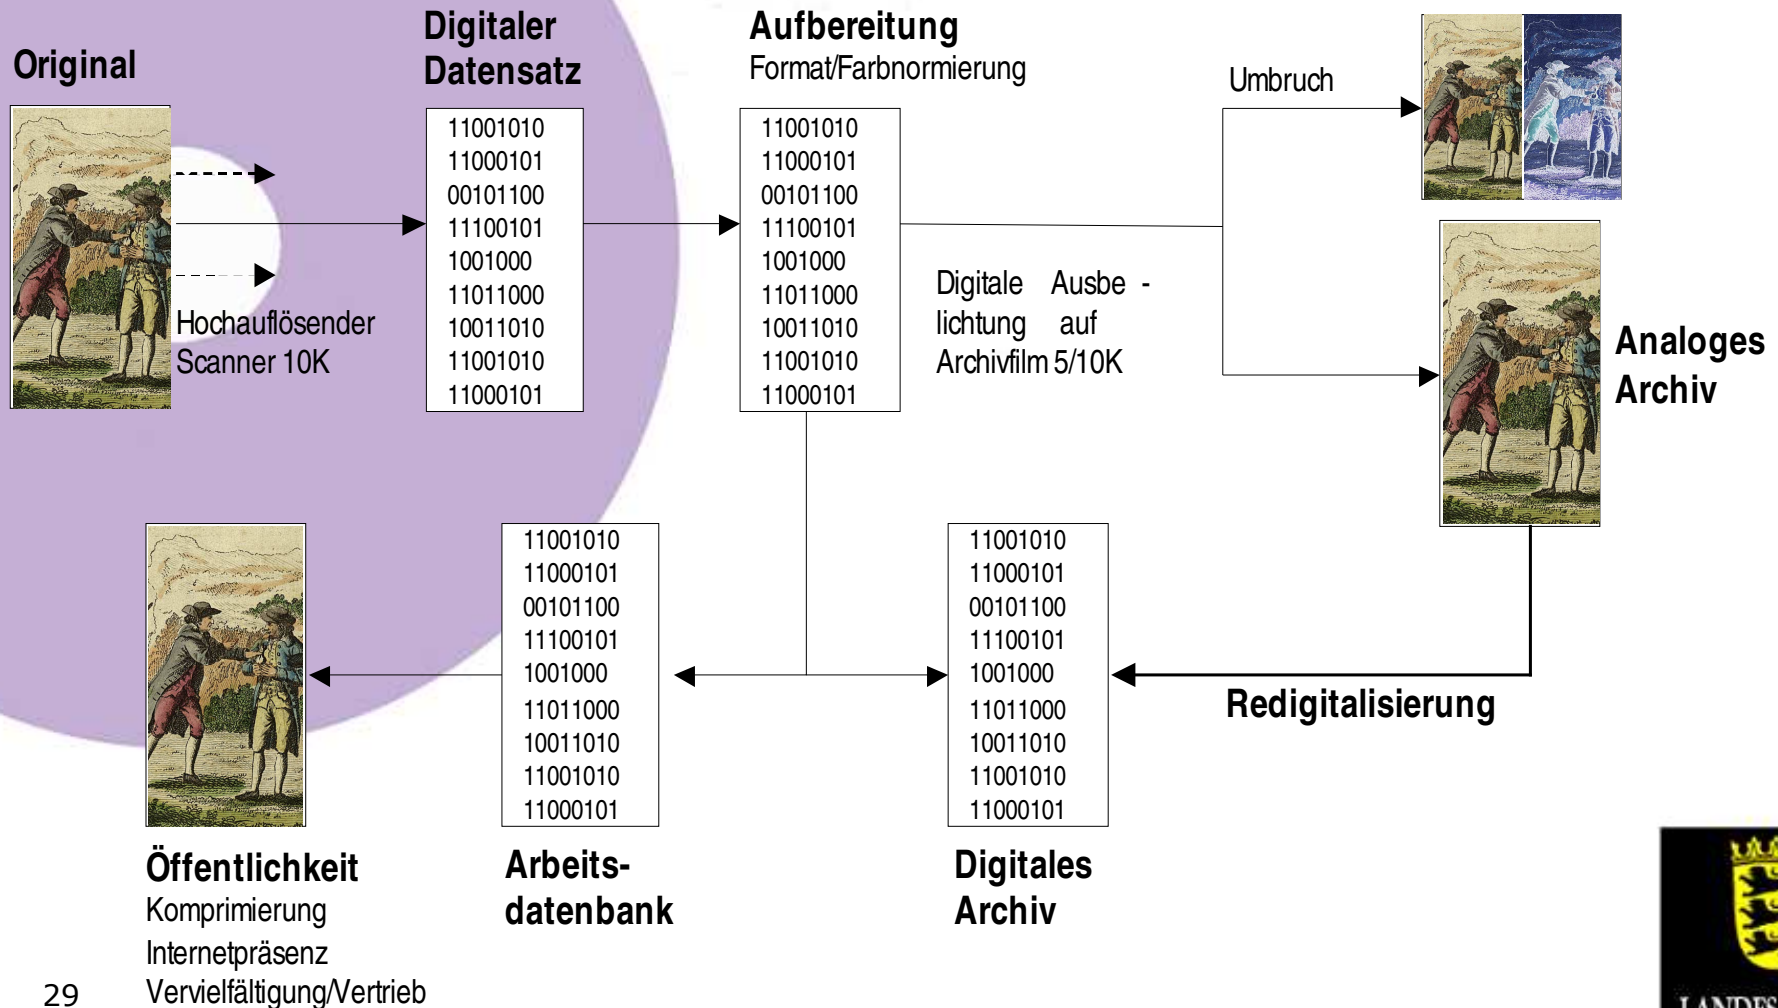 Original
Hochauflösender
Scanner 10K
Digitaler
Datensatz
11001010
11000101
00101100
11100101
1001000
11011000
10011010
11001010
11000101
Aufbereitung
Format/Farbnormierung
11001010
11000101
00101100
11100101
1001000
11011000
10011010
11001010
11000101
Digitale Ausbe -
lichtung auf
Archivfilm 5/10K
Umbruch
Analoges
Archiv
Redigitalisierung
11001010
11000101
00101100
11100101
1001000
11011000
10011010
11001010
11000101
Digitales
Archiv
11001010
11000101
00101100
11100101
1001000
11011000
10011010
11001010
11000101
Arbeits-
datenbank
Öffentlichkeit
Komprimierung
Internetpräsenz
Vervielfältigung/Vertrieb
29
LANDES